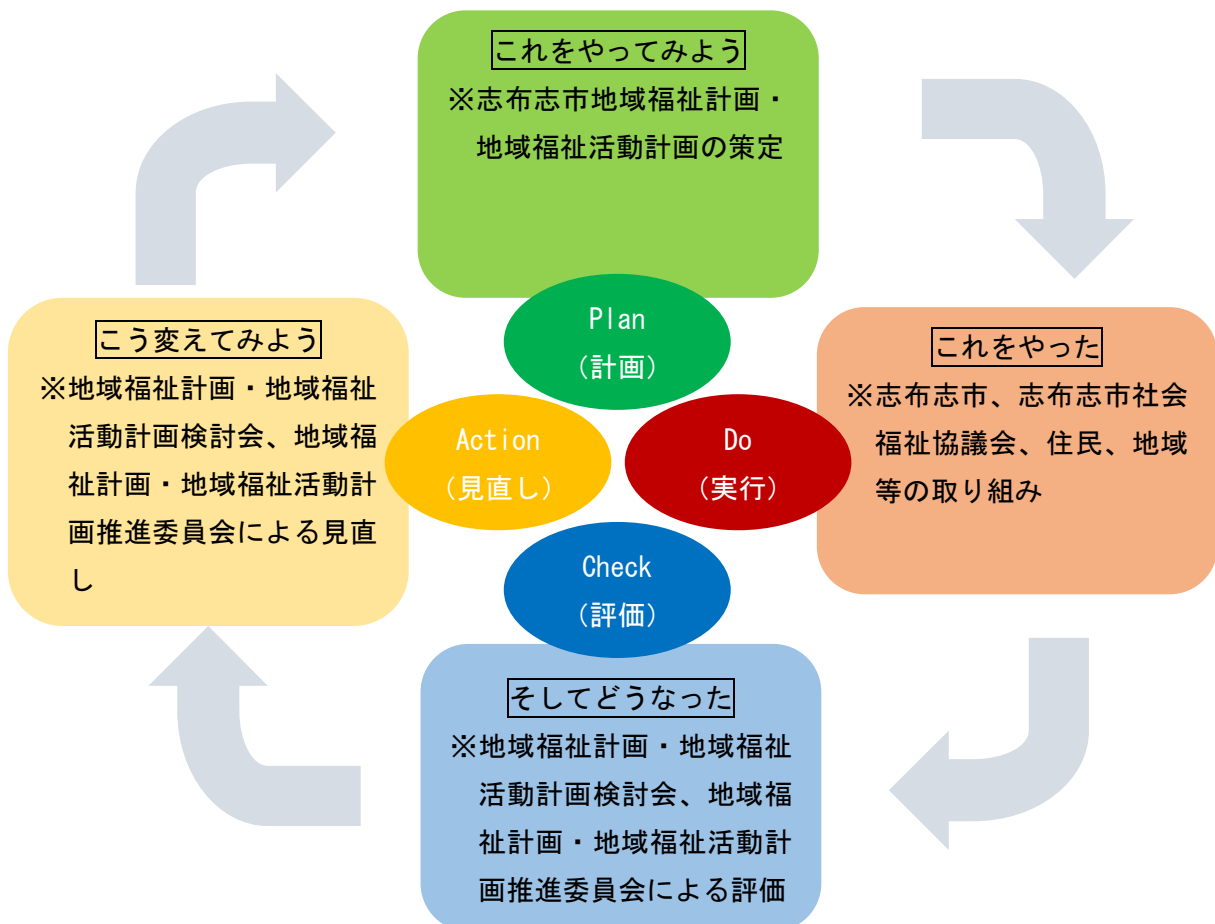 これをやってみよう
※志布志市地域福祉計画・
地域福祉活動計画の策定
Plan
(計画)
これをやった
※志布志市、志布志市社会
福祉協議会、住民、地域
等の取り組み
Do
(実行)
Check
(評価)
そしてどうなった
※地域福祉計画・地域福祉
活動計画検討会、地域福
祉計画・地域福祉活動計
画推進委員会による評価
こう変えてみよう
※地域福祉計画・地域福祉
活動計画検討会、地域福
祉計画・地域福祉活動計
画推進委員会による見直
し
Action
(見直し)